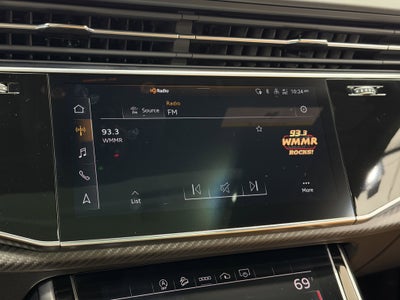 Radio
10:24
Source
Radio
FM
93.3
WMMR
93.3
WMMR
ROCKS!
List
More
69°